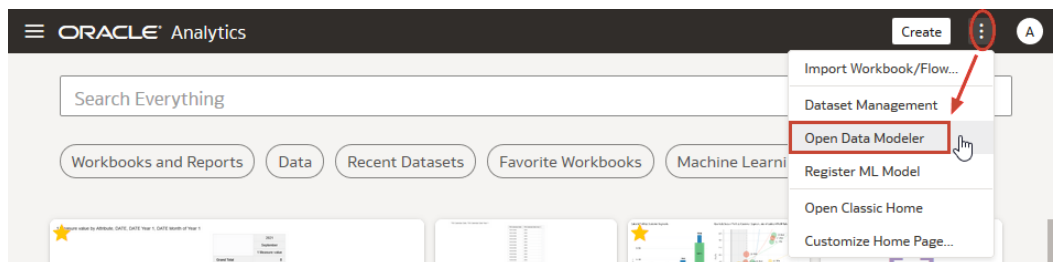 ORACLE Analytics
Create
A
Import Workbook/Flow...
Search Everything
Dataset Management
Open Data Modeler
Workbooks and Reports
Data
Recent Datasets
Favorite Workbooks
Machine Learni
Register ML Model
Open Classic Home
Customize Home Page...